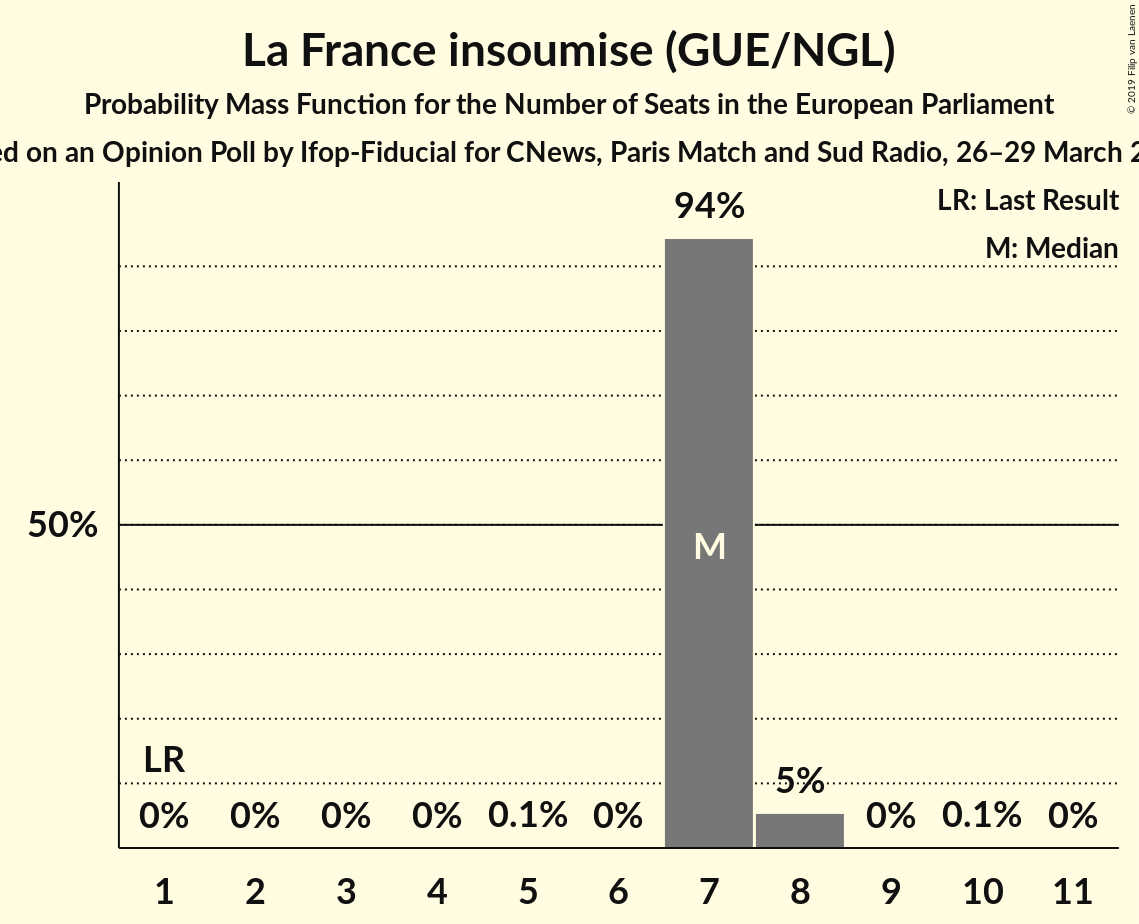 La France insoumise (GUE/NGL)
Probability Mass Function for the Number of Seats in the European Parliament
on an Opinion Poll by Ifop-Fiducial for CNews, Paris Match and Sud Radio, 26–29 March
© 2019 Filip van Laenen
LR: Last Result
M: Median
94%
50%
M
LR
5%
0% 0% 0% 0% 0.1% 0% 0% 0.1% 0%
1 2 3 4 5 6 7 8 9 10 11